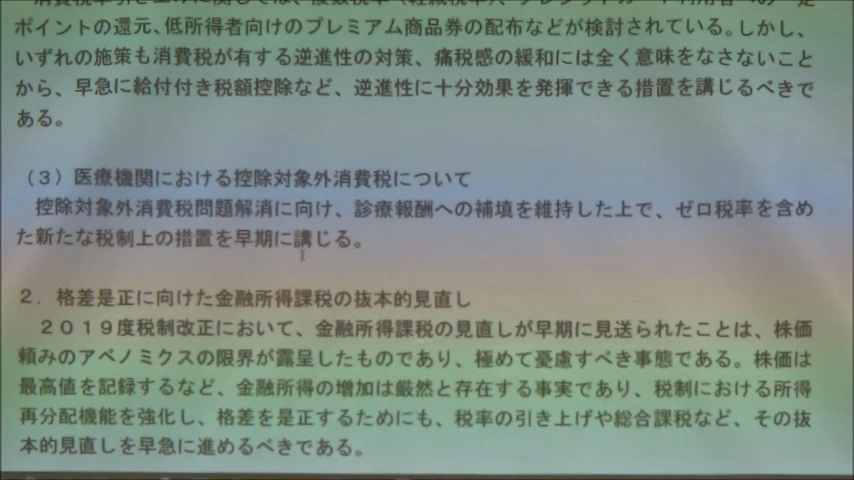 ポイントの還元、低所得者向けのプレミアム商品券の配布などが検討されている。しかし、
いずれの施策も消費税が有する逆進性の対策、痛税感の緩和には全く意味をなさないこと
から、早急に給付付き税額控除など、逆進性に十分効果を発揮できる措置を講じるべきで
ある。
（３）医療機関における控除対象外消費税について
控除対象外消費税問題解消に向け、診療報酬への補填を維持した上で、ゼロ税率を含め
た新たな税制上の措置を早期に講じる。
２．格差是正に向けた金融所得課税の抜本的見直し
２０１９度税制改正において、金融所得課税の見直しが早期に見送られたことは、株価
頼みのアベノミクスの限界が露呈したものであり、極めて憂慮すべき事態である。株価は
最高値を記録するなど、金融所得の増加は厳然と存在する事実であり、税制における所得
再分配機能を強化し、格差を是正するためにも、税率の引き上げや総合課税など、その抜
本的見直しを早急に進めるべきである。